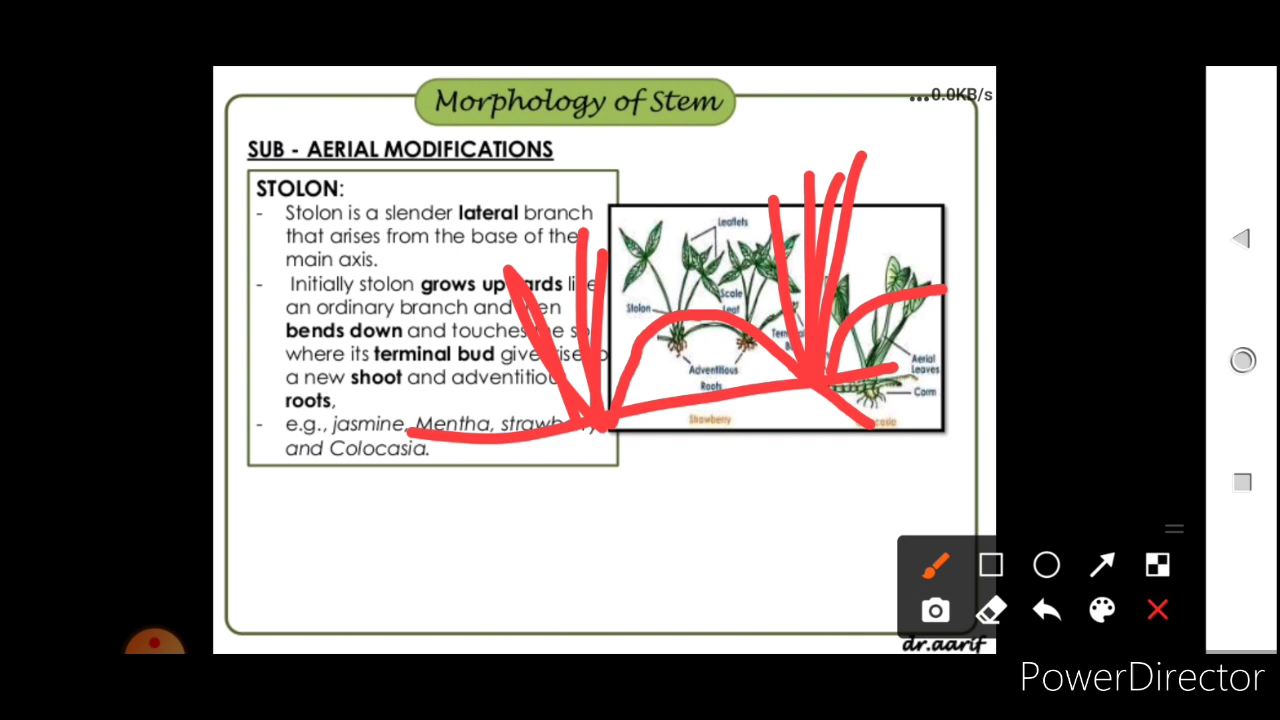 Morphology of Stem
...0.0KB/s
SUB - AERIAL MODIFICATIONS
STOLON:
- Stolon is a slender lateral branch
that arises from the base of the
main axis.
- Initially stolon grows upwards like
an ordinary branch and then
bends down and touches the soil
where its terminal bud gives rise to
a new shoot and adventitious
roots,
- e.g., jasmine, Mentha, strawberry
and Colocasia.
Leaflets
Scale
Leaf
Stolon
Adventitious
Roots
Strawberry
Aerial
Leaves
Corm
dr.aarif
PowerDirector